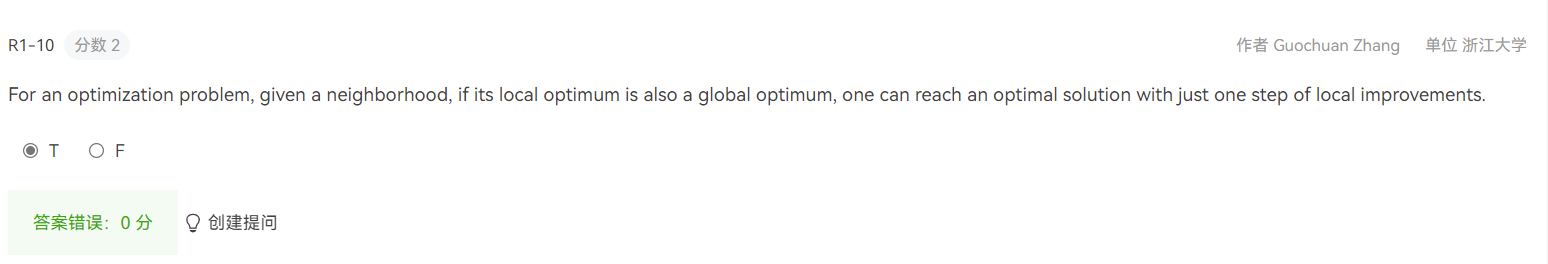 R1-10 分数 2 作者 Guochuan Zhang 单位 浙江大学
For an optimization problem, given a neighborhood, if its local optimum is also a global optimum, one can reach an optimal solution with just one step of local improvements.
T F
答案错误：0 分 创建提问